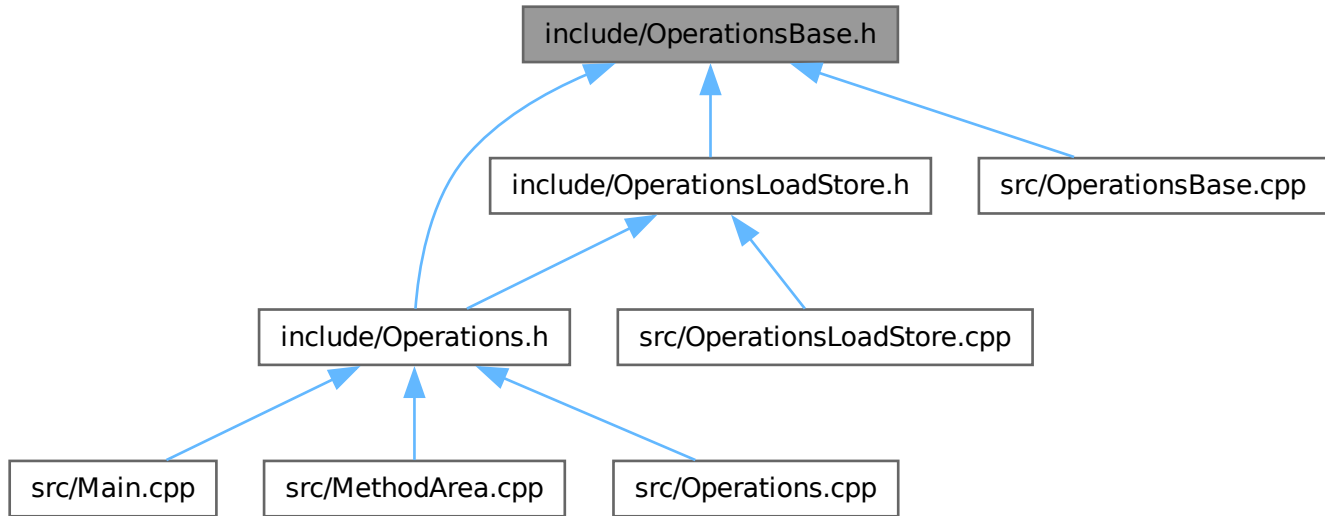 include/OperationsBase.h
include/OperationsLoadStore.h
src/OperationsBase.cpp
include/Operations.h
src/OperationsLoadStore.cpp
src/Main.cpp
src/MethodArea.cpp
src/Operations.cpp